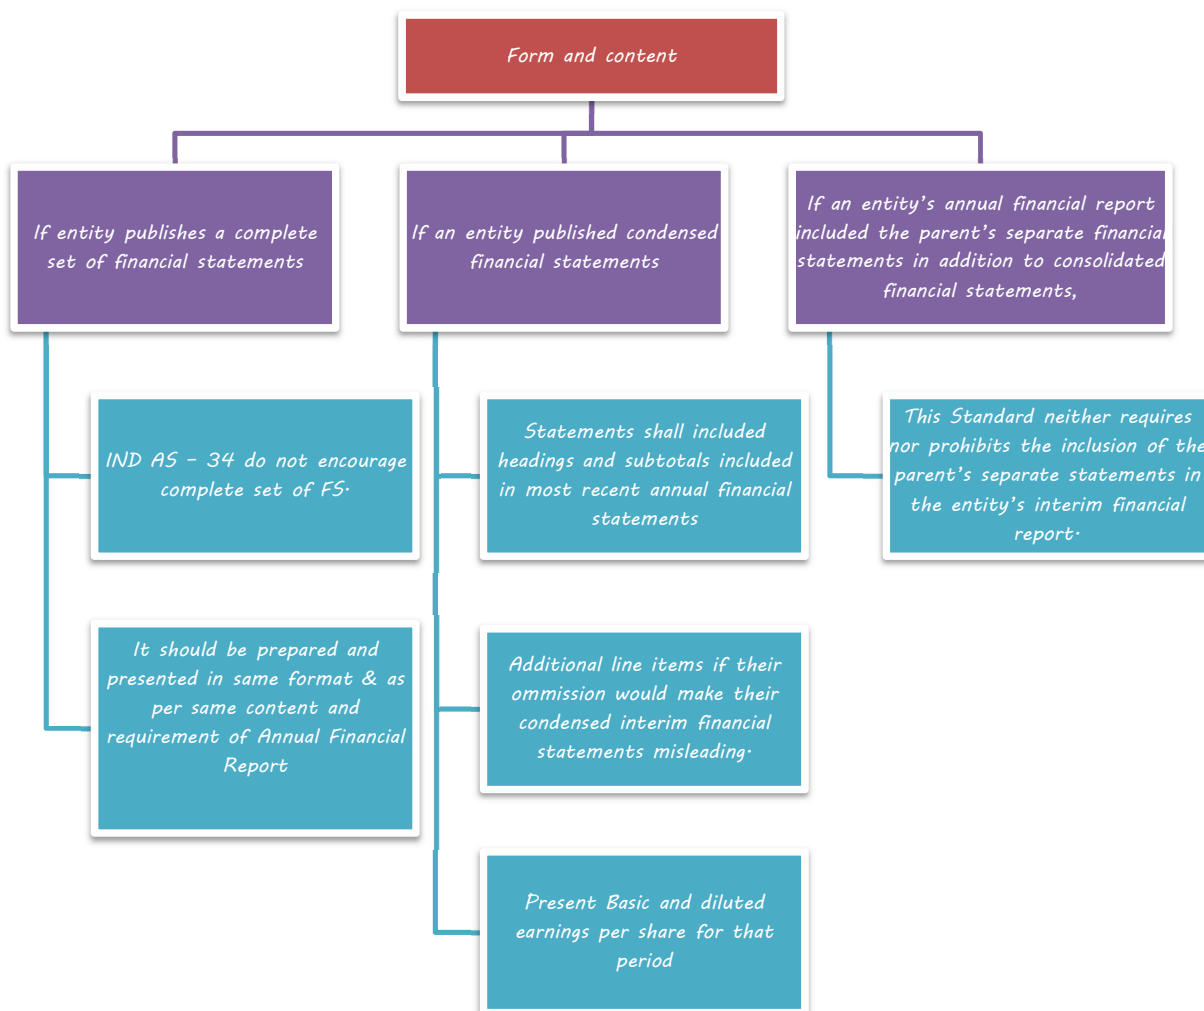 Form and content
If entity publishes a complete
set of financial statements
If an entity published condensed
financial statements
If an entity's annual financial report
included the parent's separate financial
statements in addition to consolidated
financial statements,
IND AS - 34 do not encourage
complete set of FS.
It should be prepared and
presented in same format & as
per same content and
requirement of Annual Financial
Report
Statements shall included
headings and subtotals included
in most recent annual financial
statements
Additional line items if their
ommission would make their
condensed interim financial
statements misleading.
Present Basic and diluted
earnings per share for that
period
This Standard neither requires
nor prohibits the inclusion of the
parent's separate statements in
the entity's interim financial
report.